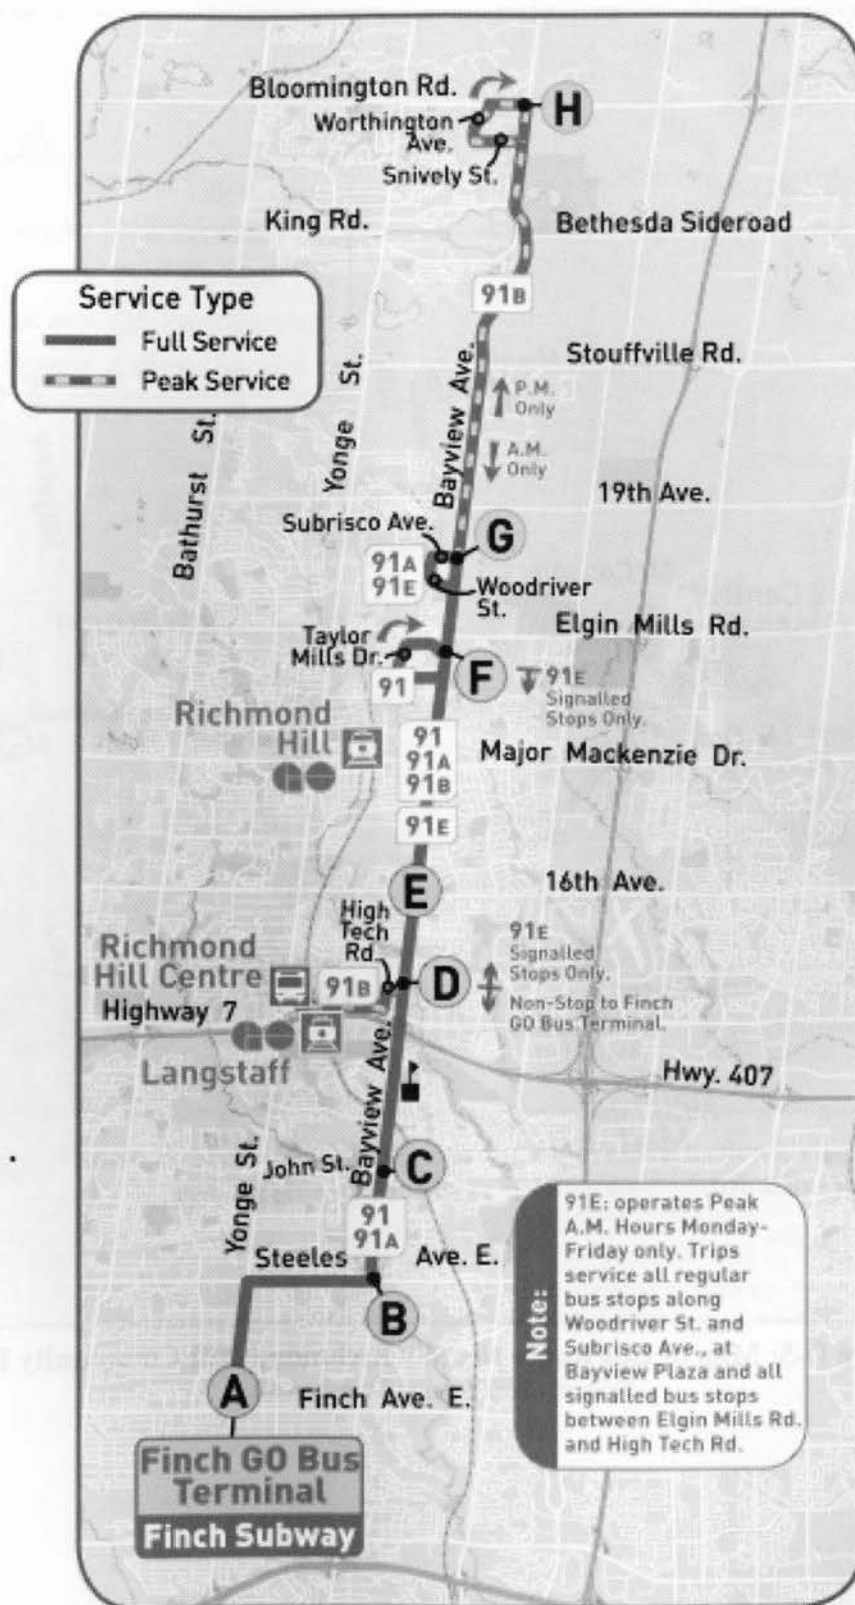 Bloomington Rd.
H
Worthington
Ave.
Snively St.
King Rd.
Bethesda Sideroad
Service Type
Full Service
Peak Service
91B
Stouffville Rd.
Bathurst St.
Yonge St.
Bayview Ave.
P.M.
Only
A.M.
Only
19th Ave.
Subrisco Ave.
G
91A
91E
Woodriver
St.
Elgin Mills Rd.
Taylor
Mills Dr.
F
91
91E
Signalled
Stops Only.
Richmond
Hill
91
91A
91B
Major Mackenzie Dr.
91E
E
16th Ave.
High
Tech
Rd
91E
Signalled
Stops Only.
Non-Stop to Finch
GO Bus Terminal.
Richmond
Hill Centre
91B
D
Highway 7
Langstaff
Hwy. 407
Bayview Ave.
Yonge St.
John St.
C
91
91A
Steeles Ave. E.
B
A
Finch Ave. E.
Finch GO Bus
Terminal
Finch Subway
Note:
91E: operates Peak
A.M. Hours Monday-
Friday only. Trips
service all regular
bus stops along
Woodriver St. and
Subrisco Ave., at
Bayview Plaza and all
signalled bus stops
between Elgin Mills Rd.
and High Tech Rd.